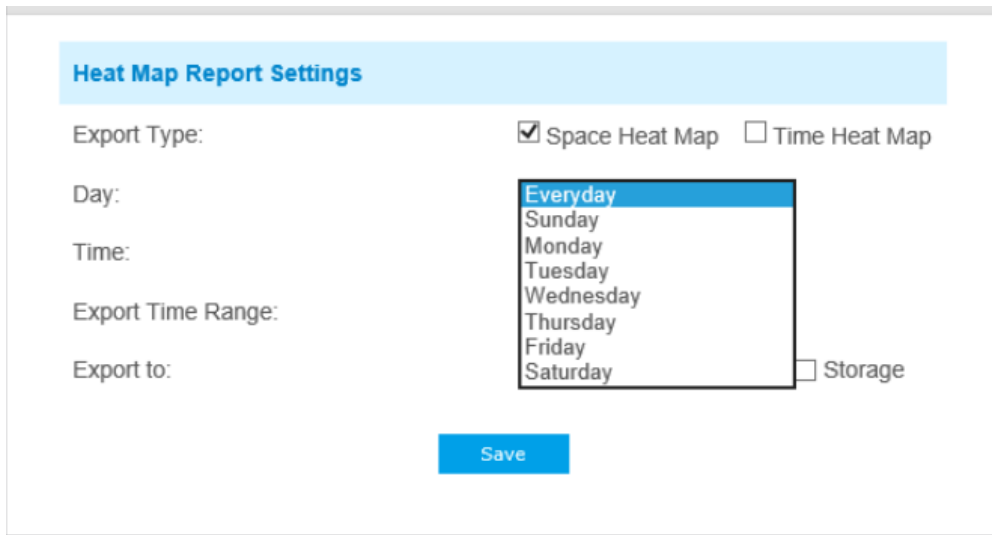 Heat Map Report Settings
Export Type: Space Heat Map Time Heat Map
Day: Everyday
Sunday
Time: Monday
Tuesday
Wednesday
Export Time Range: Thursday
Friday
Export to: Saturday Storage
Save